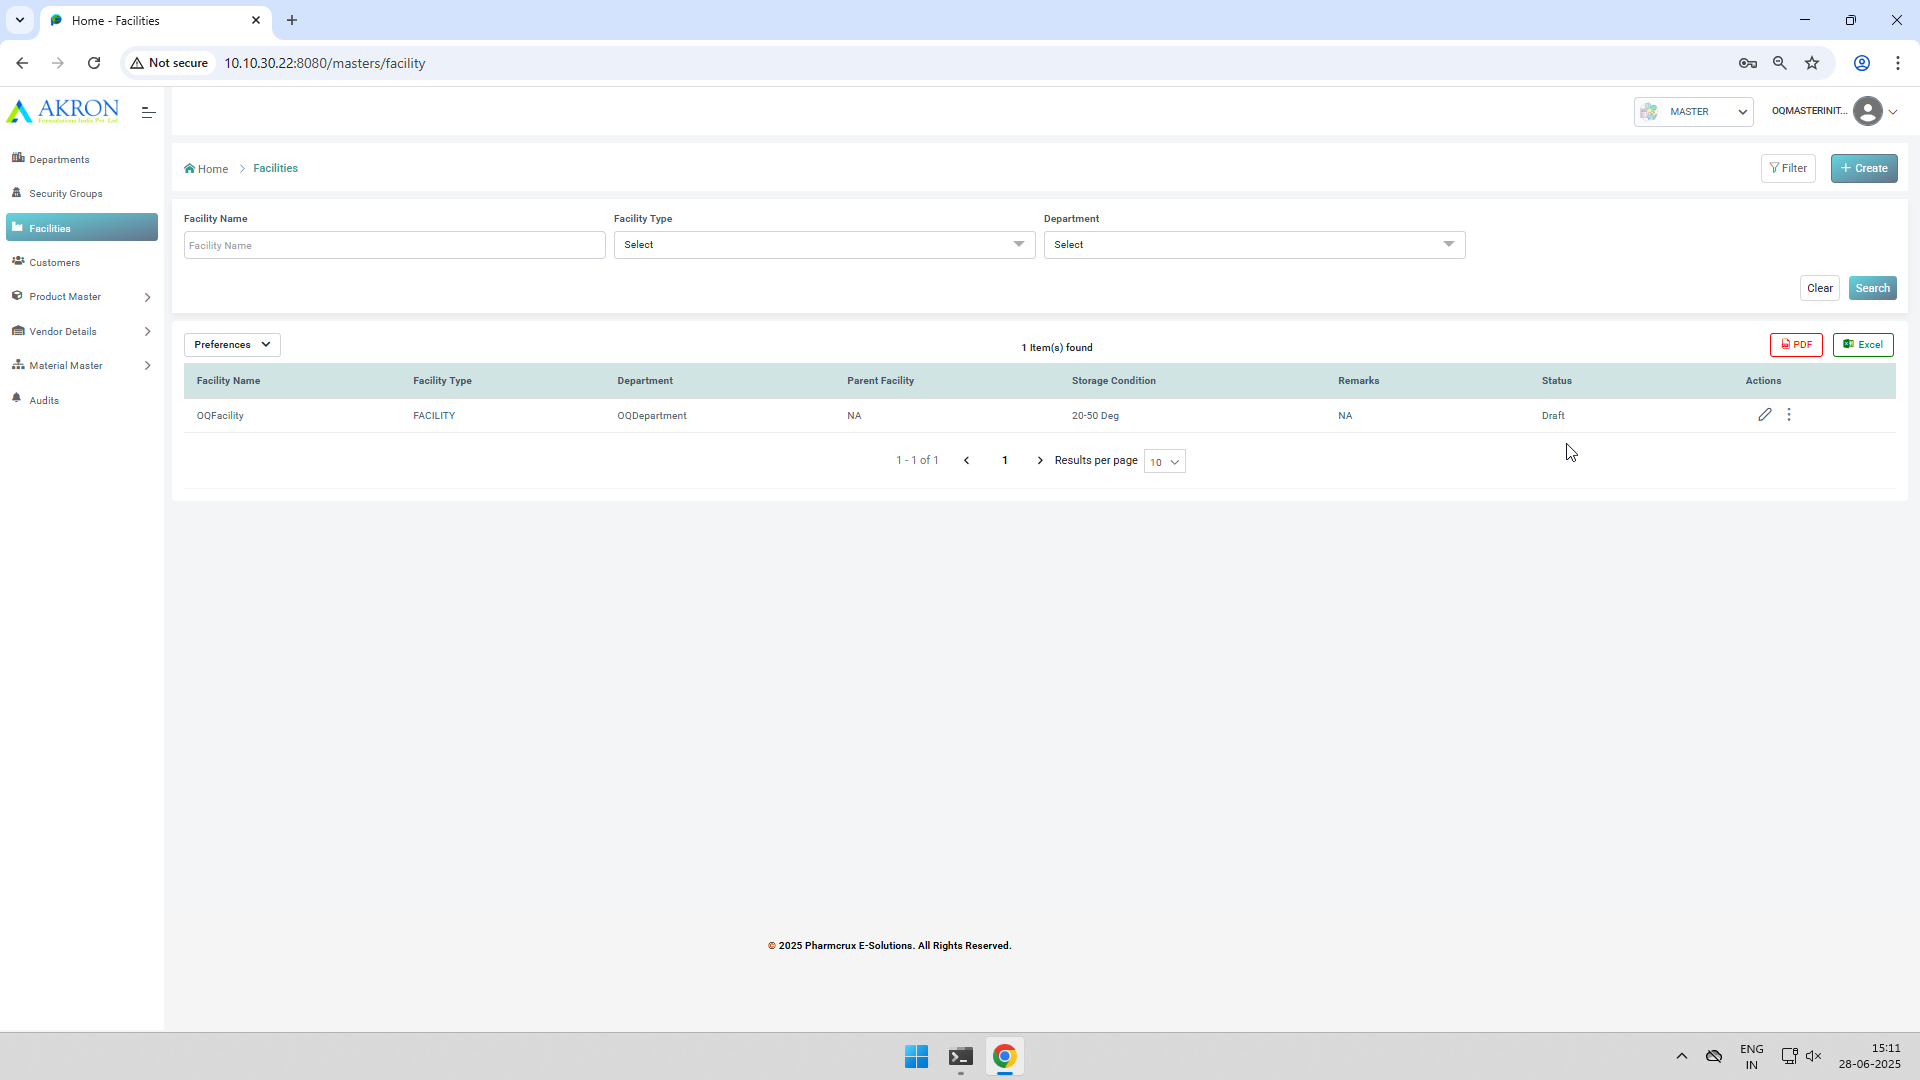 Home - Facilities
Not secure
10.10.30.22:8080/masters/facility
AKRON
Formulations India Pvt. Ltd
MASTER
OQMASTERINIT...
Departments
Security Groups
Facilities
Customers
Product Master
Vendor Details
Material Master
Audits
Home > Facilities
Filter
+ Create
Facility Name
Facility Type
Department
Facility Name
Select
Select
Clear
Search
Preferences
1 Item(s) found
PDF
Excel
Facility Name Facility Type Department Parent Facility Storage Condition Remarks Status Actions
OQFacility FACILITY OQDepartment NA 20-50 Deg NA Draft
1 - 1 of 1
1
Results per page
10
© 2025 Pharmcrux E-Solutions. All Rights Reserved.
ENG
IN
15:11
28-06-2025